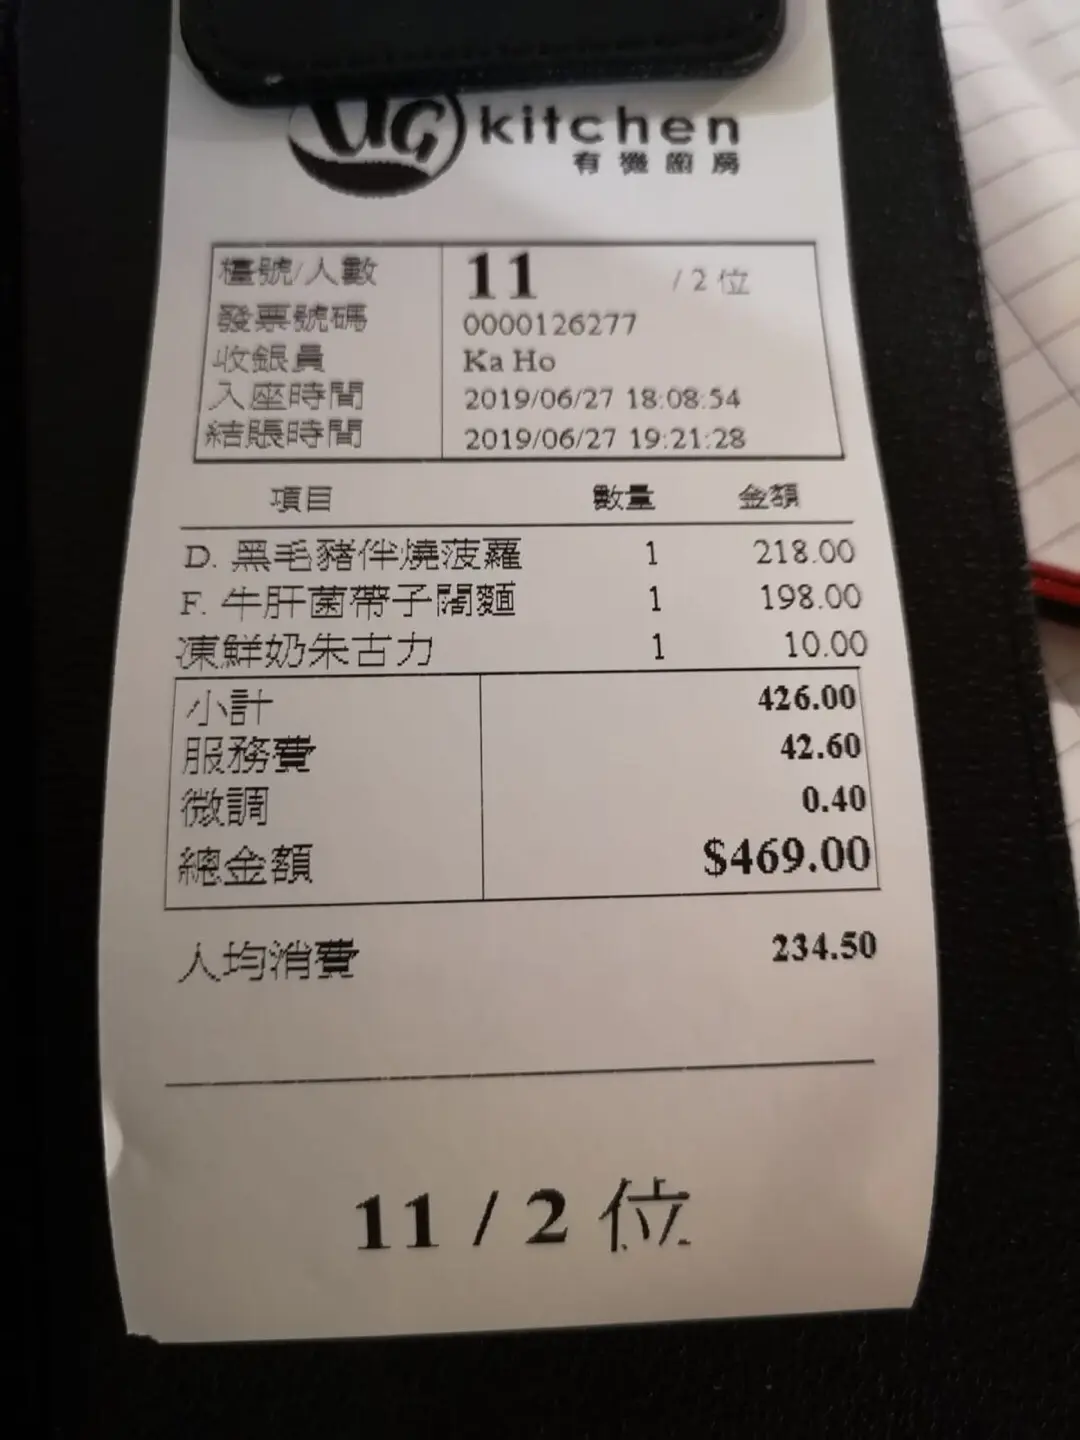 UG kitchen
有機廚房
檯號/人數 11 / 2 位
發票號碼 0000126277
收銀員 Ka Ho
入座時間 2019/06/27 18:08:54
結賬時間 2019/06/27 19:21:28
項目 數量 金額
D. 黑毛豬伴燒菠蘿 1 218.00
F. 牛肝菌帶子闊麵 1 198.00
凍鮮奶朱古力 1 10.00
小計 426.00
服務費 42.60
微調 0.40
總金額 $469.00
人均消費 234.50
11 / 2 位